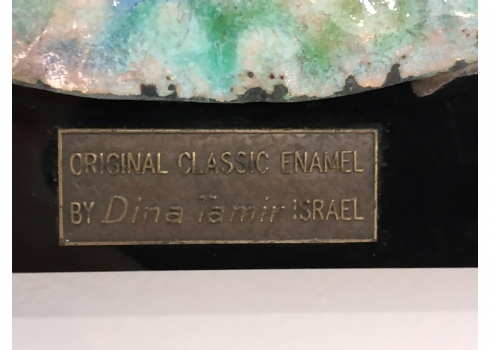 ORIGINAL CLASSIC ENAMEL
BY Dina Tamir ISRAEL